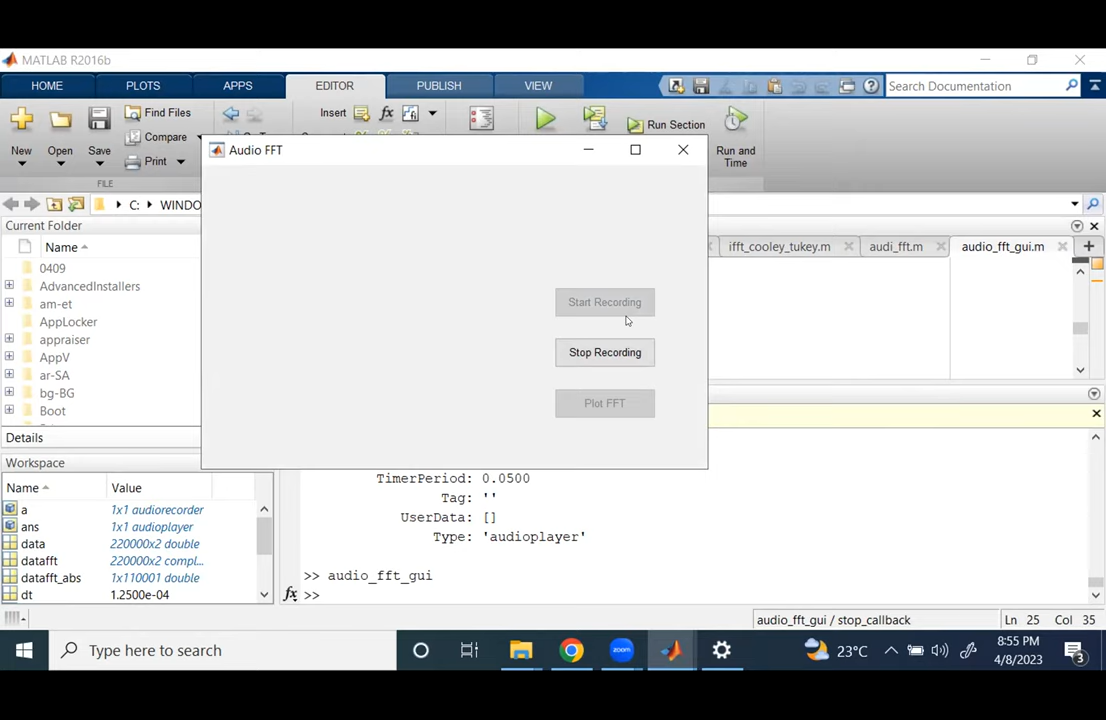 MATLAB R2016b
HOME PLOTS APPS EDITOR PUBLISH VIEW
Search Documentation
New
Open
Save
Find Files
Compare
Print
Insert
fx
Run Section
Run and
Time
FILE
C: WINDO
Audio FFT
Start Recording
Stop Recording
Plot FFT
Current Folder
Name
0409
AdvancedInstallers
am-et
AppLocker
appraiser
AppV
ar-SA
bg-BG
Boot
Details
ifft_cooley_tukey.m audi_fft.m audio_fft_gui.m
Workspace
Name Value
a 1x1 audiorecorder
ans 1x1 audioplayer
data 220000x2 double
datafft 220000x2 compl...
datafft_abs 1x110001 double
dt 1.2500e-04
TimerPeriod: 0.0500
Tag: ''
UserData: []
Type: 'audioplayer'
>> audio_fft_gui
fx >>
audio_fft_gui / stop_callback Ln 25 Col 35
Type here to search
zoom
23°C
8:55 PM
4/8/2023
3